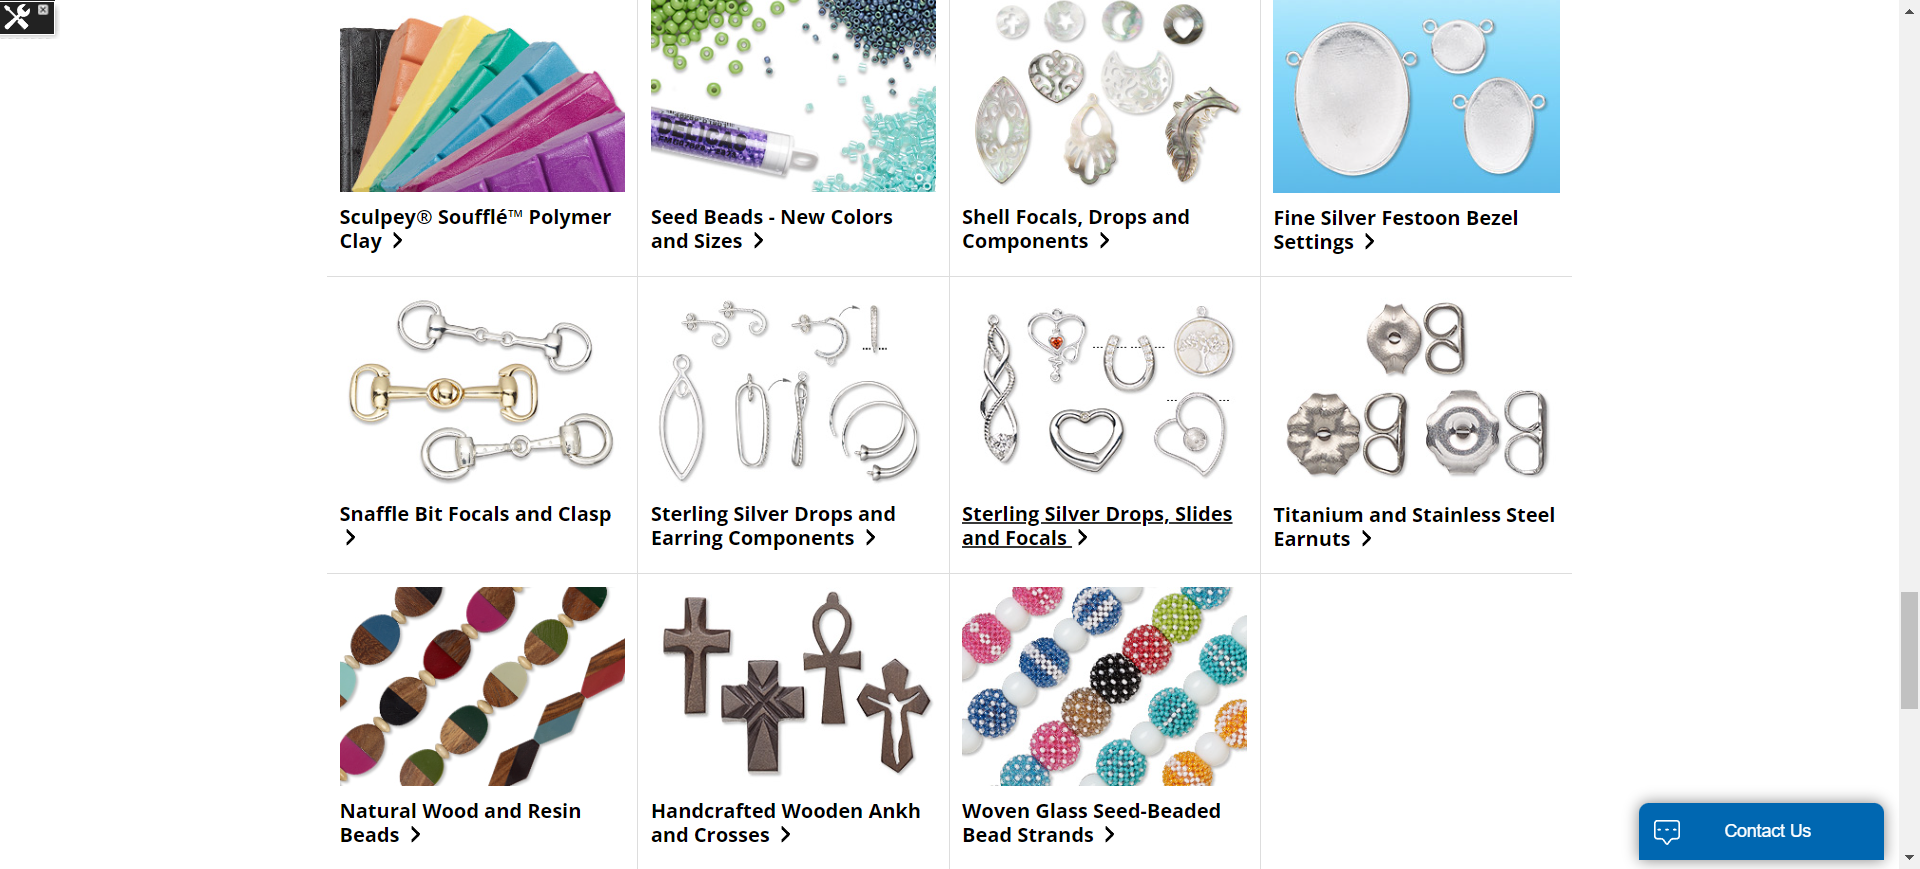 Sculpey® Soufflé™ Polymer
Clay
Seed Beads - New Colors
and Sizes
Shell Focals, Drops and
Components
Fine Silver Festoon Bezel
Settings
Snaffle Bit Focals and Clasp
Sterling Silver Drops and
Earring Components
Sterling Silver Drops, Slides
and Focals
Titanium and Stainless Steel
Earnuts
Natural Wood and Resin
Beads
Handcrafted Wooden Ankh
and Crosses
Woven Glass Seed-Beaded
Bead Strands
Contact Us